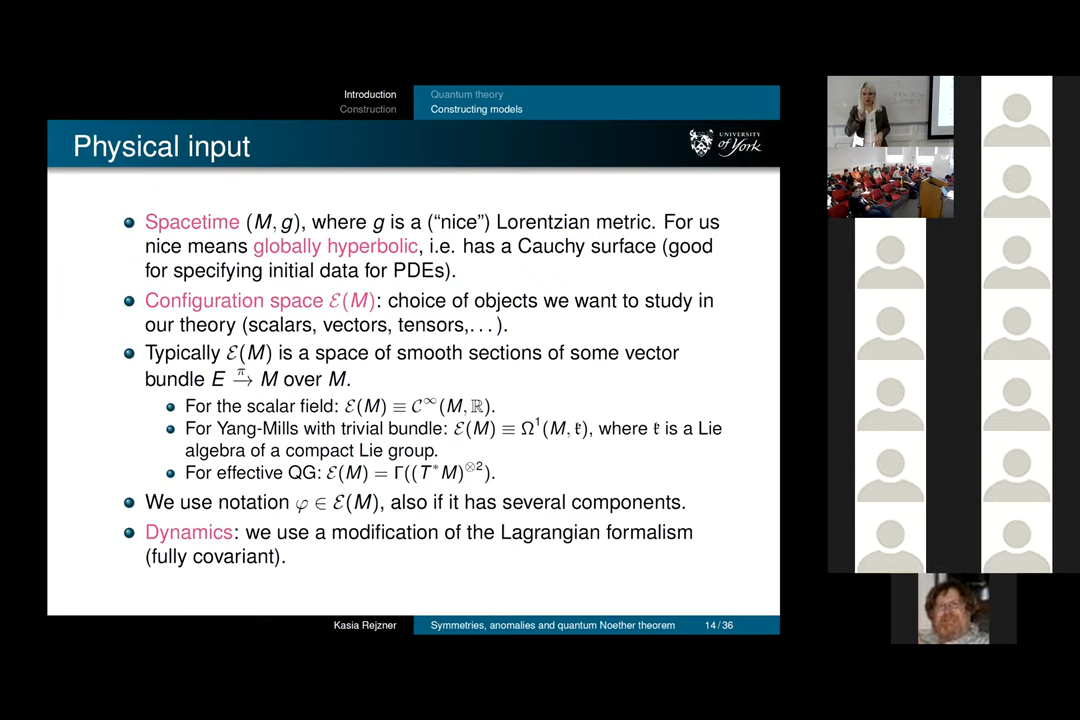 Introduction
Construction
Quantum theory
Constructing models
Physical input
UNIVERSITY
of York
Spacetime (M, g), where g is a (“nice”) Lorentzian metric. For us
nice means globally hyperbolic, i.e. has a Cauchy surface (good
for specifying initial data for PDEs).
Configuration space ℰ(M): choice of objects we want to study in
our theory (scalars, vectors, tensors,. . . ).
Typically ℰ(M) is a space of smooth sections of some vector
bundle E →^π M over M.
For the scalar field: ℰ(M) ≡ 𝒞^∞(M, ℝ).
For Yang-Mills with trivial bundle: ℰ(M) ≡ Ω^1(M, 𝔨), where 𝔨 is a Lie
algebra of a compact Lie group.
For effective QG: ℰ(M) = Γ((T^*M)^⊗2).
We use notation φ ∈ ℰ(M), also if it has several components.
Dynamics: we use a modification of the Lagrangian formalism
(fully covariant).
Kasia Rejzner
Symmetries, anomalies and quantum Noether theorem
14 / 36